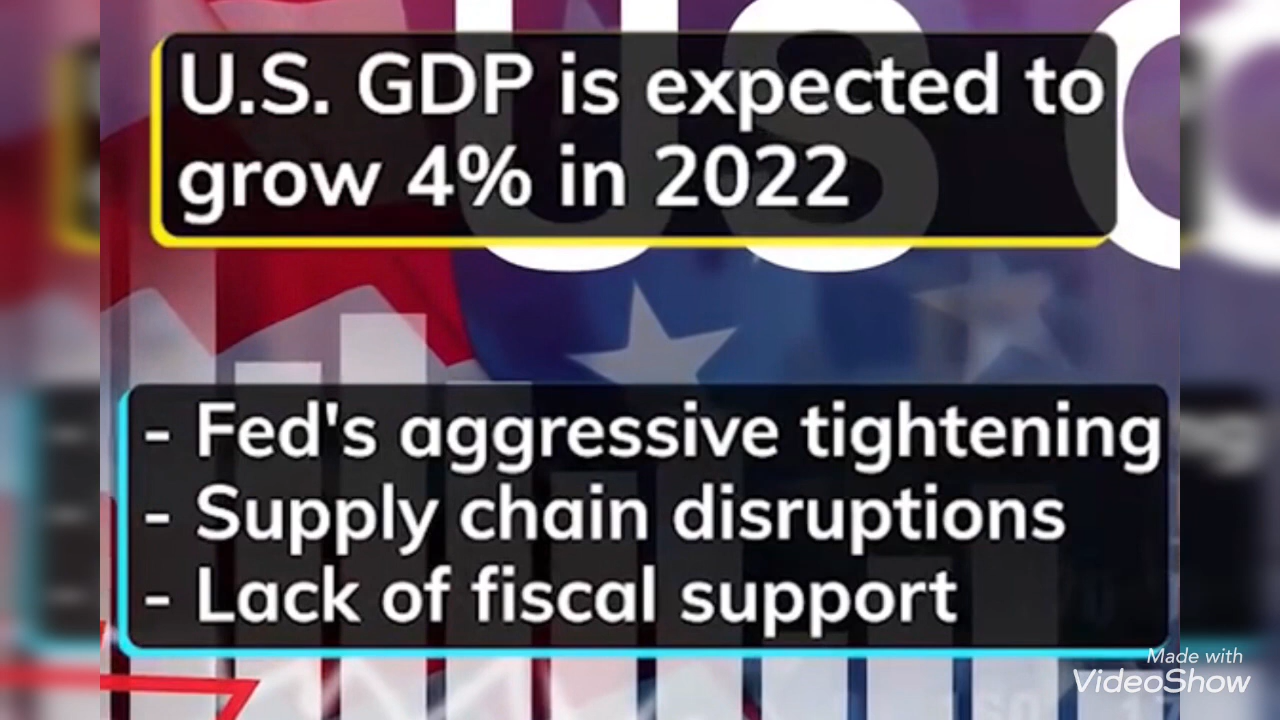 U.S. GDP is expected to
grow 4% in 2022
- Fed's aggressive tightening
- Supply chain disruptions
- Lack of fiscal support
Made with
VideoShow